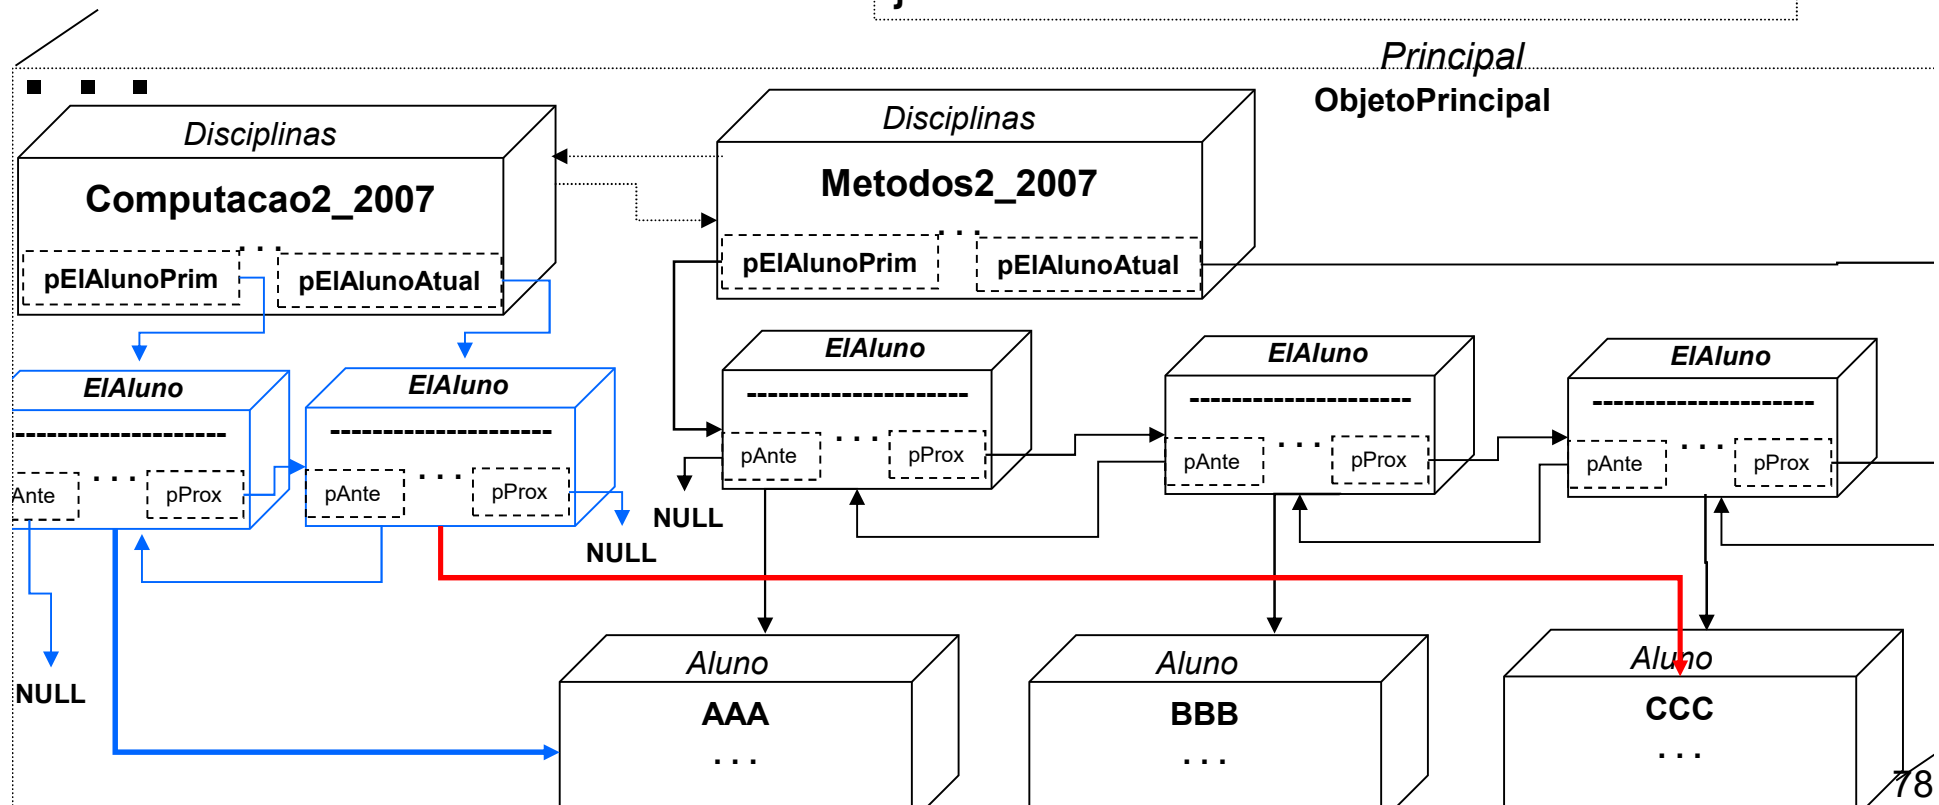 Principal
ObjetoPrincipal
Disciplinas
Computacao2_2007
. . .
pElAlunoPrim
pElAlunoAtual
Disciplinas
Metodos2_2007
. . .
pElAlunoPrim
pElAlunoAtual
ElAluno
--------------------
Ante
. . .
pProx
NULL
ElAluno
---------------------
pAnte
. . .
pProx
NULL
ElAluno
---------------------
pAnte
. . .
pProx
NULL
ElAluno
---------------------
pAnte
. . .
pProx
ElAluno
---------------------
pAnte
. . .
pProx
Aluno
AAA
. . .
Aluno
BBB
. . .
Aluno
CCC
. . .
78